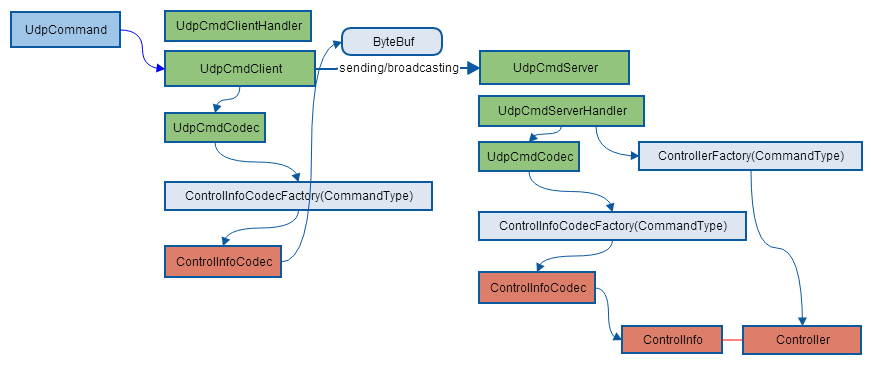 UdpCommand
UdpCmdClientHandler
ByteBuf
UdpCmdClient
sending/broadcasting
UdpCmdServer
UdpCmdCodec
UdpCmdServerHandler
UdpCmdCodec
ControllerFactory(CommandType)
ControlInfoCodecFactory(CommandType)
ControlInfoCodecFactory(CommandType)
ControlInfoCodec
ControlInfoCodec
ControlInfo
Controller